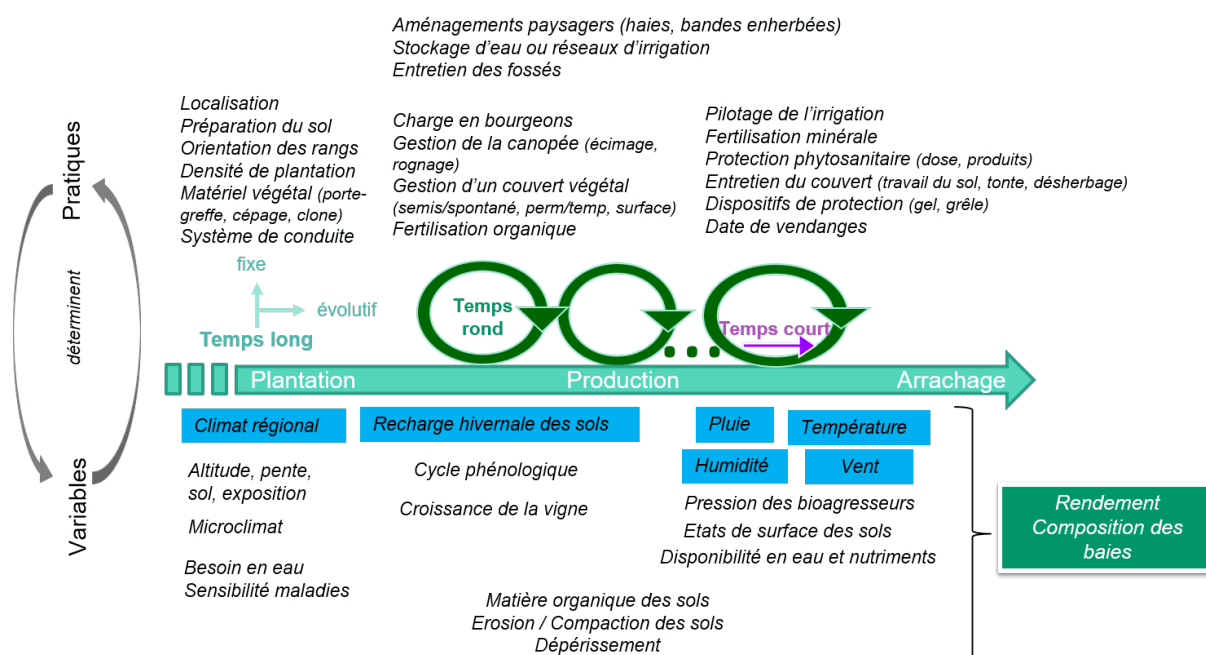 Aménagements paysagers (haies, bandes enherbées)
Stockage d’eau ou réseaux d’irrigation
Entretien des fossés
Localisation
Préparation du sol
Orientation des rangs
Densité de plantation
Matériel végétal (porte-
greffe, cépage, clone)
Système de conduite
Charge en bourgeons
Gestion de la canopée (écimage,
rognage)
Gestion d’un couvert végétal
(semis/spontané, perm/temp, surface)
Fertilisation organique
Pilotage de l’irrigation
Fertilisation minérale
Protection phytosanitaire (dose, produits)
Entretien du couvert (travail du sol, tonte, désherbage)
Dispositifs de protection (gel, grêle)
Date de vendanges
Pratiques
déterminent
Variables
fixe
évolutif
Temps long
Temps
rond
Temps court
Plantation
Production
Arrachage
Climat régional
Recharge hivernale des sols
Pluie
Température
Humidité
Vent
Altitude, pente,
sol, exposition
Microclimat
Besoin en eau
Sensibilité maladies
Cycle phénologique
Croissance de la vigne
Pression des bioagresseurs
Etats de surface des sols
Disponibilité en eau et nutriments
Matière organique des sols
Erosion / Compaction des sols
Dépérissement
Rendement
Composition des
baies